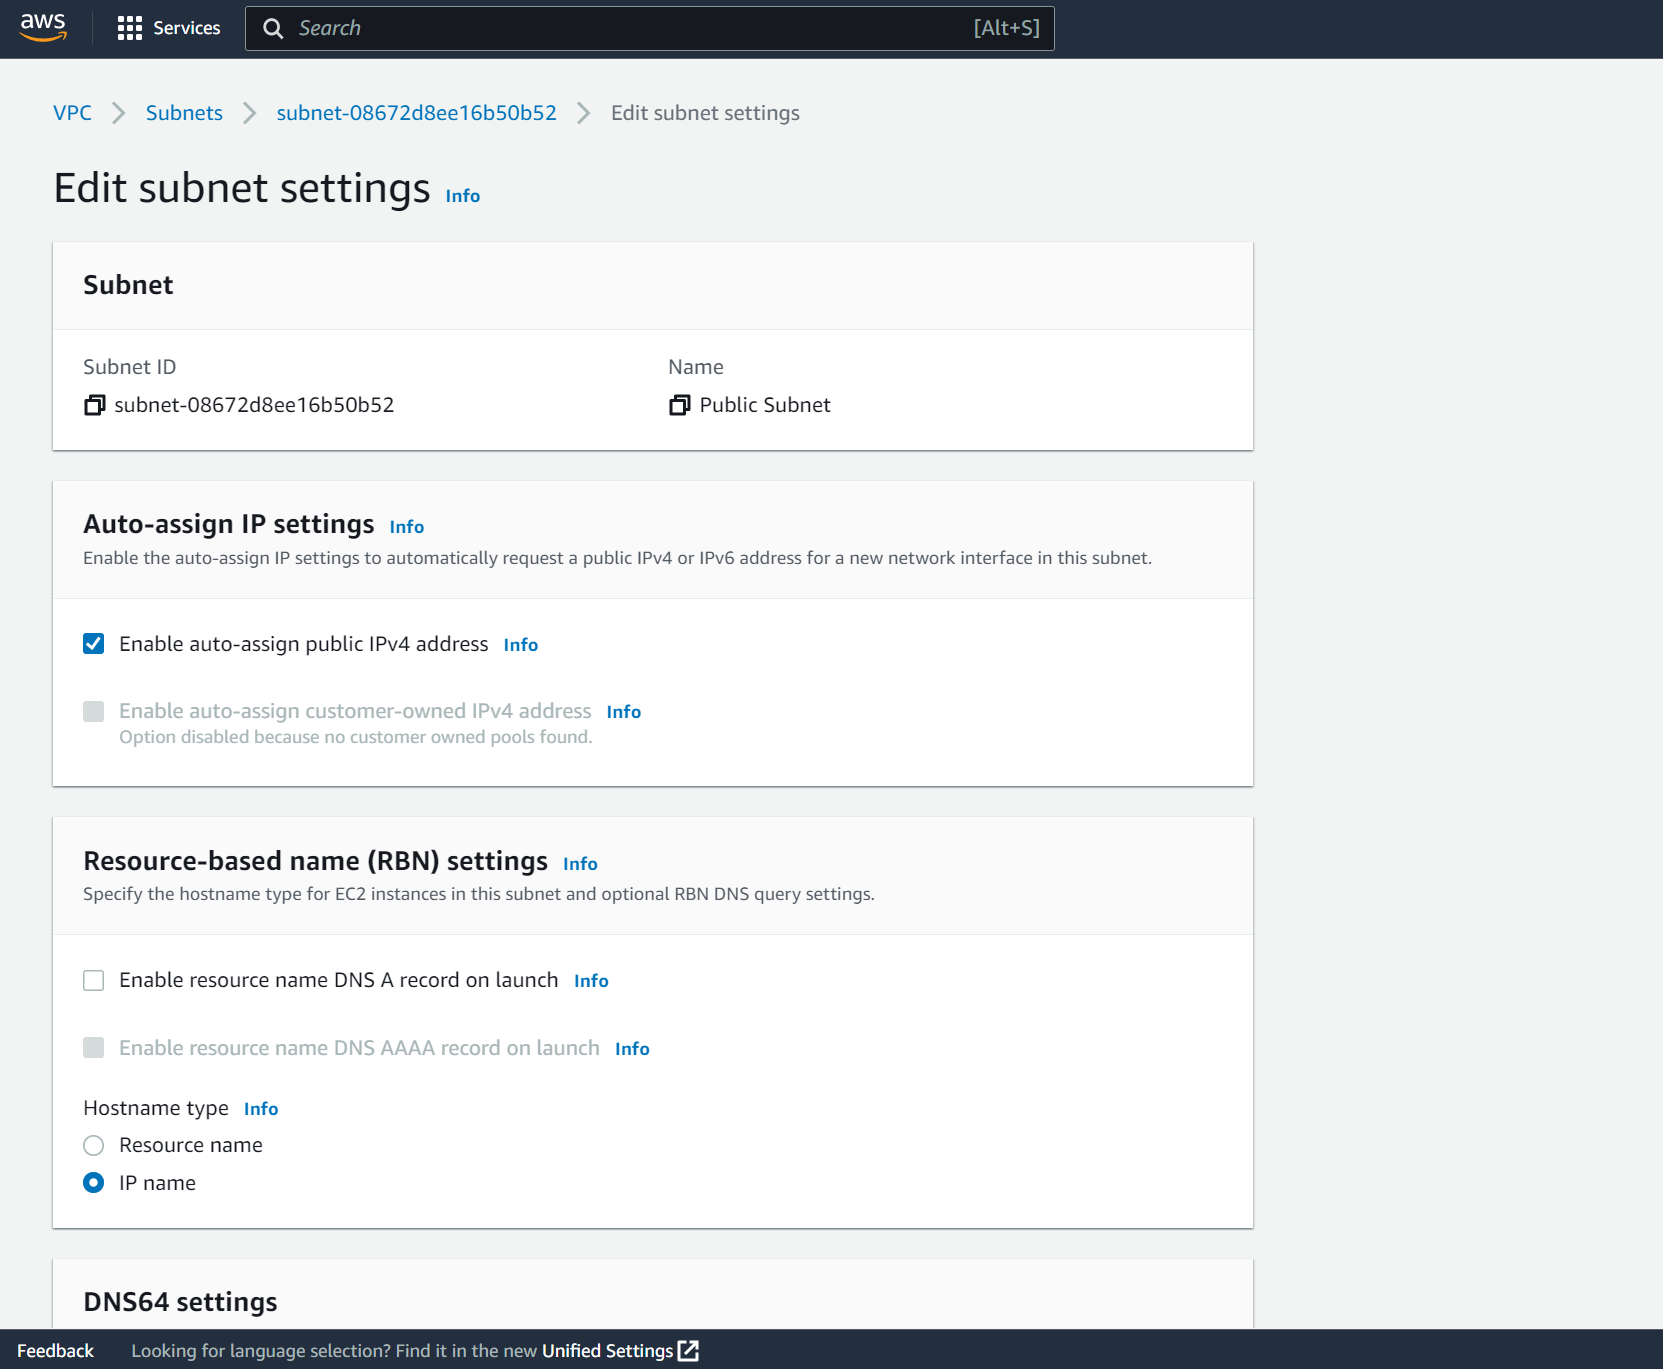 aws
Services
Search [Alt+S]
VPC Subnets subnet-08672d8ee16b50b52 Edit subnet settings
Edit subnet settings Info
Subnet
Subnet ID Name
subnet-08672d8ee16b50b52 Public Subnet
Auto-assign IP settings Info
Enable the auto-assign IP settings to automatically request a public IPv4 or IPv6 address for a new network interface in this subnet.
Enable auto-assign public IPv4 address Info
Enable auto-assign customer-owned IPv4 address Info
Option disabled because no customer owned pools found.
Resource-based name (RBN) settings Info
Specify the hostname type for EC2 instances in this subnet and optional RBN DNS query settings.
Enable resource name DNS A record on launch Info
Enable resource name DNS AAAA record on launch Info
Hostname type Info
Resource name
IP name
DNS64 settings
Feedback Looking for language selection? Find it in the new Unified Settings